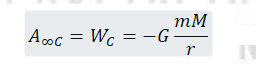 A∞C = WC = −G mM/r